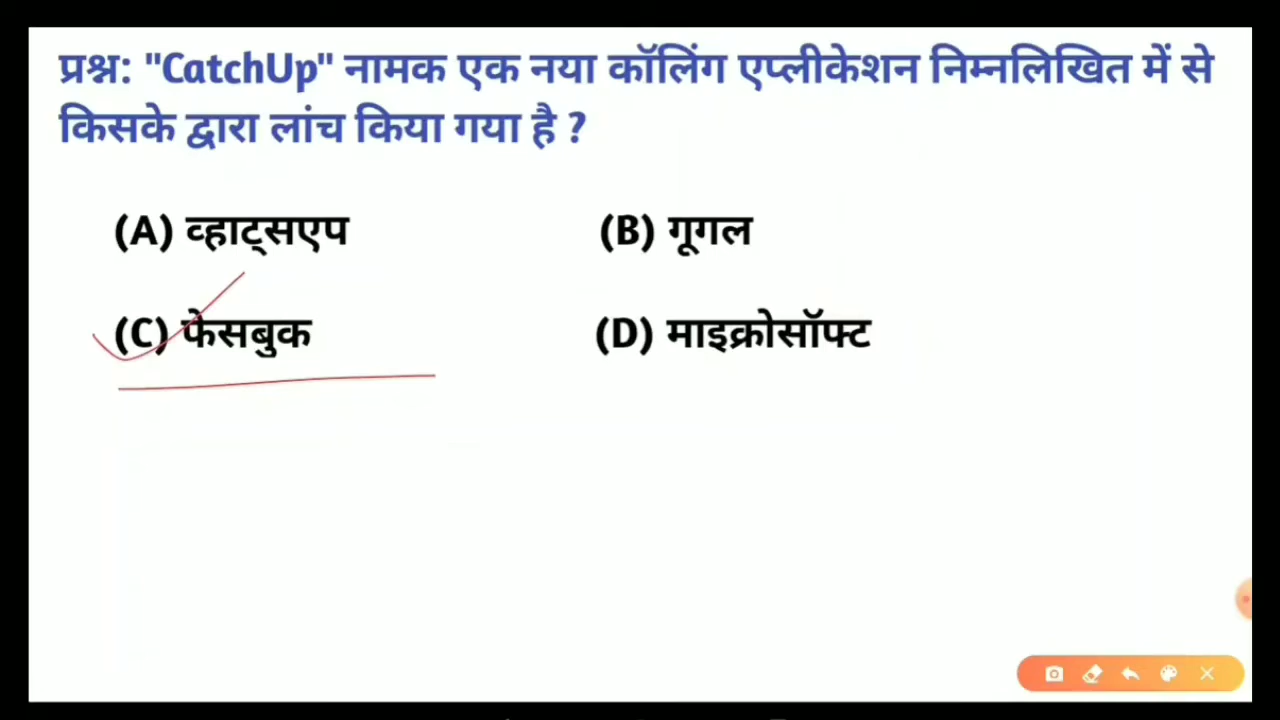 प्रश्न: "CatchUp" नामक एक नया कॉलिंग एप्लीकेशन निम्नलिखित में से
किसके द्वारा लांच किया गया है ?
(A) व्हाट्सएप (B) गूगल
(C) फेसबुक (D) माइक्रोसॉफ्ट